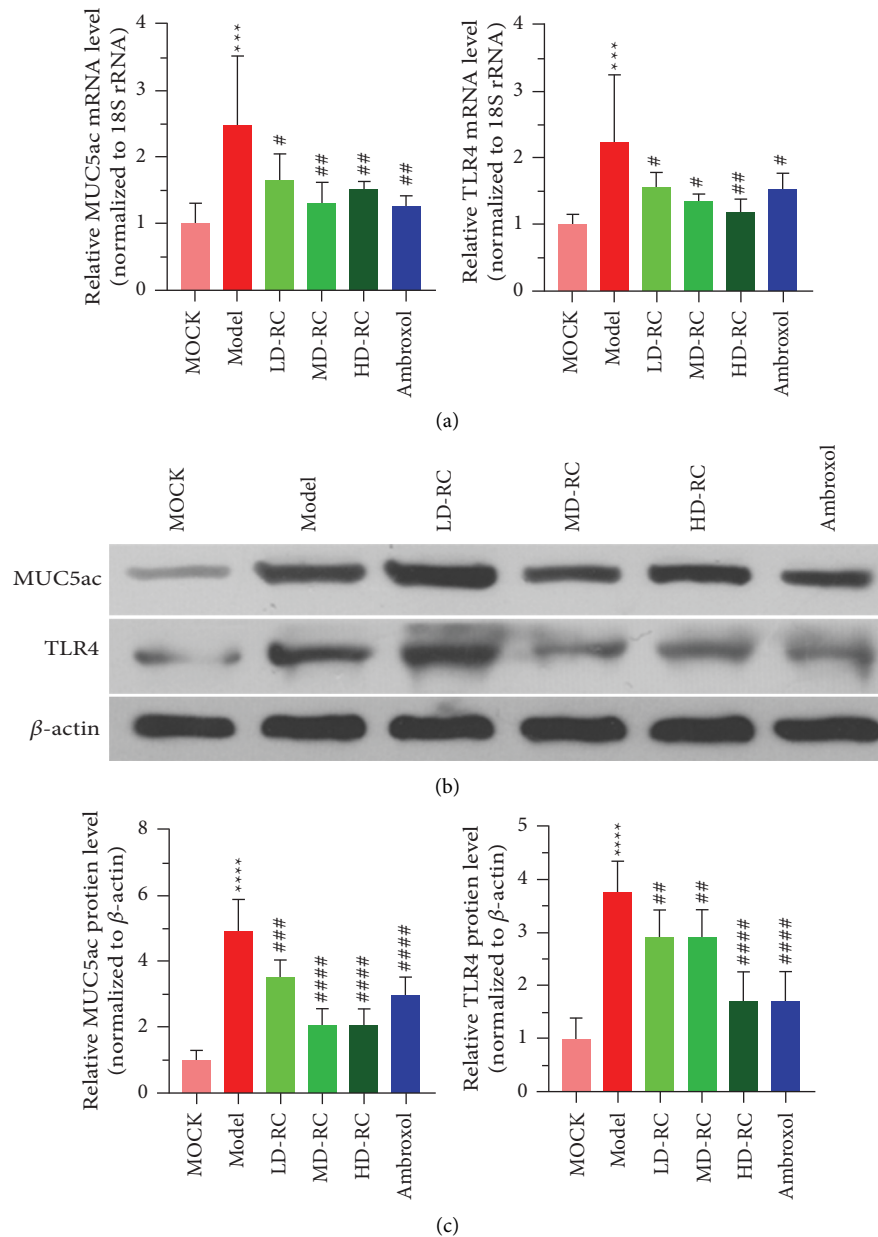 Relative MUC5ac mRNA level
(normalized to 18S rRNA)
4
3
2
1
0
***
#
##
##
##
MOCK
Model
LD-RC
MD-RC
HD-RC
Ambroxol
Relative TLR4 mRNA level
(normalized to 18S rRNA)
4
3
2
1
0
***
#
#
##
#
MOCK
Model
LD-RC
MD-RC
HD-RC
Ambroxol
(a)
MOCK
Model
LD-RC
MD-RC
HD-RC
Ambroxol
MUC5ac
TLR4
β-actin
(b)
Relative MUC5ac protien level
(normalized to β-actin)
8
6
4
2
0
****
###
####
####
####
MOCK
Model
LD-RC
MD-RC
HD-RC
Ambroxol
Relative TLR4 protien level
(normalized to β-actin)
5
4
3
2
1
0
****
##
##
####
####
MOCK
Model
LD-RC
MD-RC
HD-RC
Ambroxol
(c)